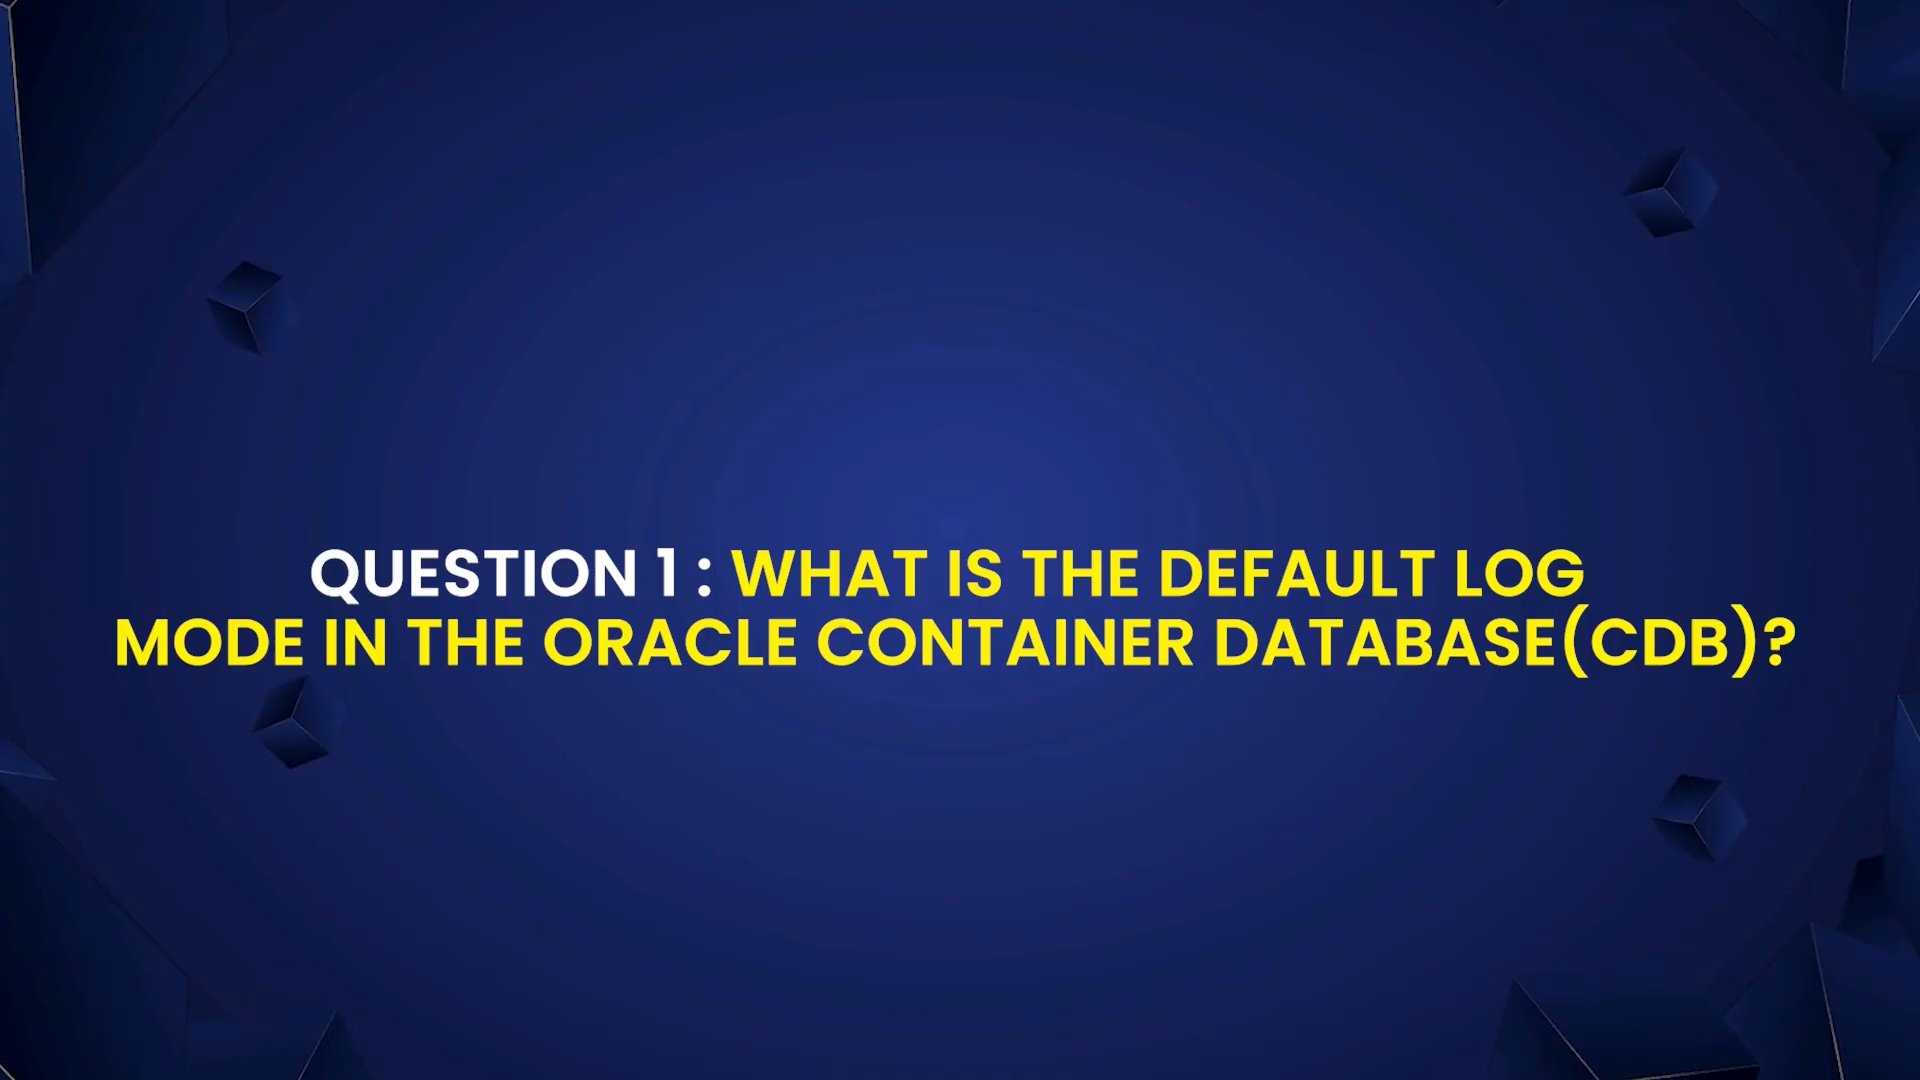 QUESTION 1 : WHAT IS THE DEFAULT LOG
MODE IN THE ORACLE CONTAINER DATABASE(CDB)?